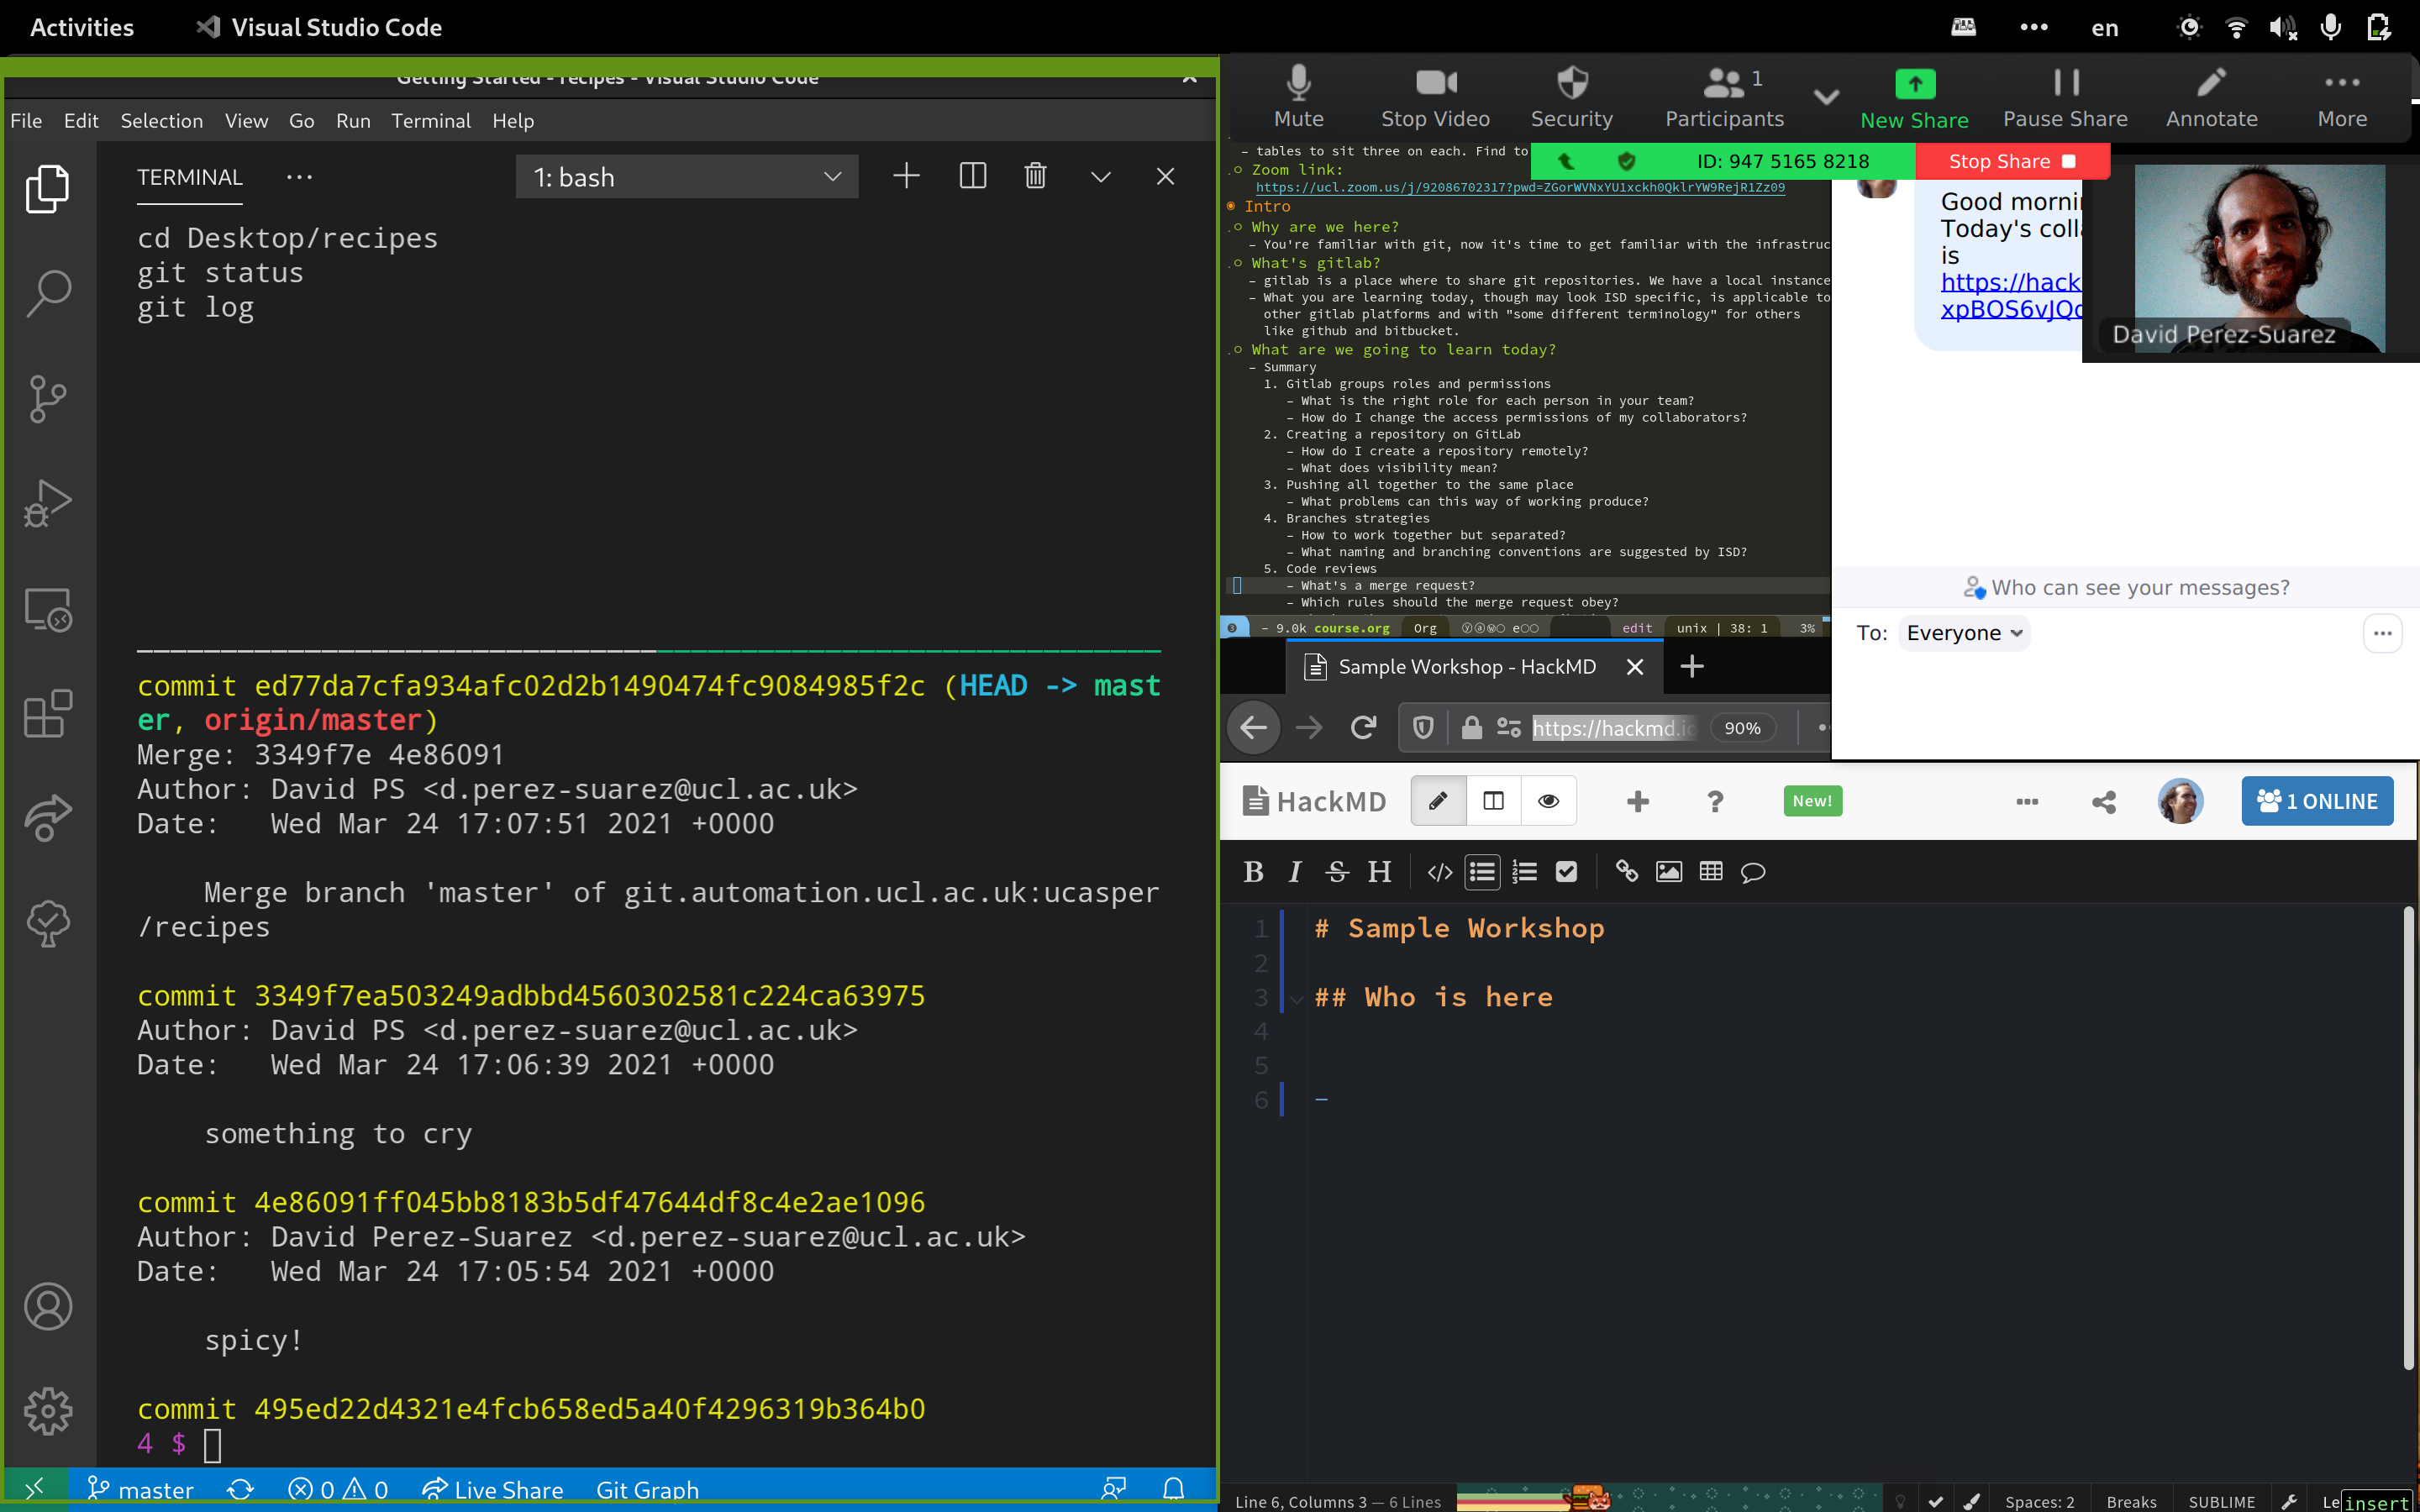 Activities
Visual Studio Code
en
Getting Started - recipes - Visual Studio Code
File Edit Selection View Go Run Terminal Help
TERMINAL
1: bash
cd Desktop/recipes
git status
git log
commit ed77da7cfa934afc02d2b1490474fc9084985f2c (HEAD -> mast
er, origin/master)
Merge: 3349f7e 4e86091
Author: David PS <d.perez-suarez@ucl.ac.uk>
Date: Wed Mar 24 17:07:51 2021 +0000
Merge branch 'master' of git.automation.ucl.ac.uk:ucasper
/recipes
commit 3349f7ea503249adbbd4560302581c224ca63975
Author: David PS <d.perez-suarez@ucl.ac.uk>
Date: Wed Mar 24 17:06:39 2021 +0000
something to cry
commit 4e86091ff045bb8183b5df47644df8c4e2ae1096
Author: David Perez-Suarez <d.perez-suarez@ucl.ac.uk>
Date: Wed Mar 24 17:05:54 2021 +0000
spicy!
commit 495ed22d4321e4fcb658ed5a40f4296319b364b0
4 $
master 0 0 Live Share Git Graph
Mute Stop Video Security Participants 1 New Share Pause Share Annotate More
ID: 947 5165 8218 Stop Share
- tables to sit three on each. Find to
Zoom link:
https://ucl.zoom.us/j/92086702317?pwd=ZGorWVNxYU1xckh0QklrYW9RejR1Zz09
Intro
Why are we here?
- You're familiar with git, now it's time to get familiar with the infrastruc
What's gitlab?
- gitlab is a place where to share git repositories. We have a local instance
- What you are learning today, though may look ISD specific, is applicable to
other gitlab platforms and with "some different terminology" for others
like github and bitbucket.
What are we going to learn today?
- Summary
1. Gitlab groups roles and permissions
- What is the right role for each person in your team?
- How do I change the access permissions of my collaborators?
2. Creating a repository on GitLab
- How do I create a repository remotely?
- What does visibility mean?
3. Pushing all together to the same place
- What problems can this way of working produce?
4. Branches strategies
- How to work together but separated?
- What naming and branching conventions are suggested by ISD?
5. Code reviews
- What's a merge request?
- Which rules should the merge request obey?
- 9.0k course.org Org edit unix | 38: 1 3%
Good morni
Today's coll
is
https://hack
xpBOS6vJQ
David Perez-Suarez
Who can see your messages?
To: Everyone
Sample Workshop - HackMD
https://hackmd.io 90%
HackMD New! 1 ONLINE
B I S H
1 # Sample Workshop
2
3 ## Who is here
4
5
6 -
Line 6, Columns 3 — 6 Lines Spaces: 2 Breaks SUBLIME Le insert